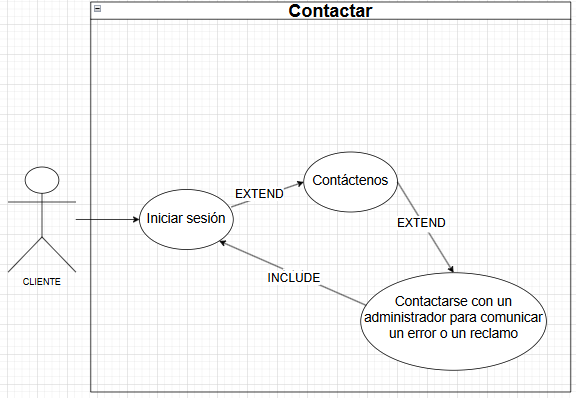 Contactar
Contáctenos
EXTEND
Iniciar sesión
EXTEND
INCLUDE
CLIENTE
Contactarse con un
administrador para comunicar
un error o un reclamo